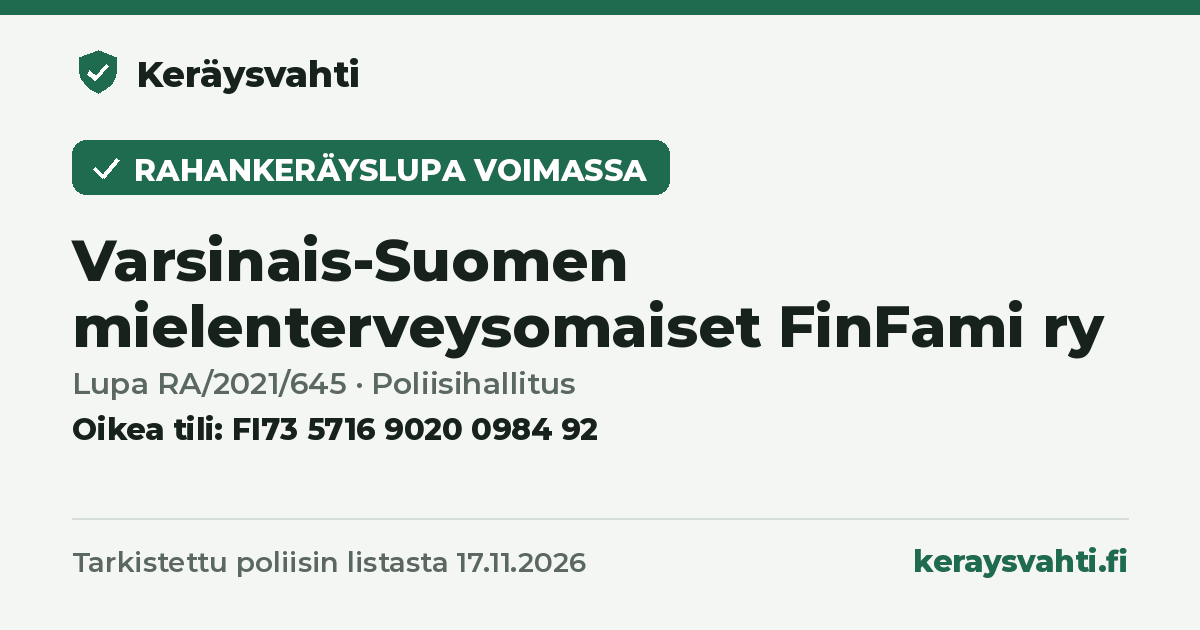 Keräysvahti
RAHANKERÄYSLUPA VOIMASSA
Varsinais-Suomen
mielenterveysomaiset FinFami ry
Lupa RA/2021/645 · Poliisihallitus
Oikea tili: FI73 5716 9020 0984 92
Tarkistettu poliisin listasta 17.11.2026
keraysvahti.fi